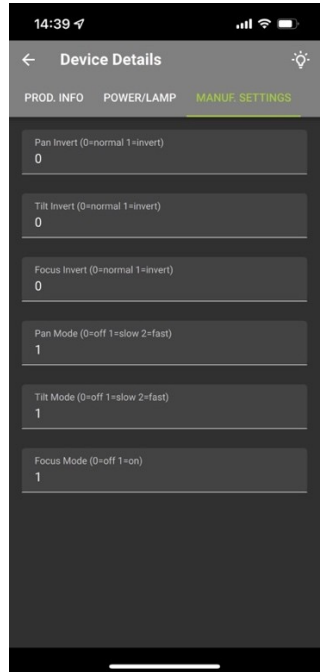 14:39
Device Details
PROD. INFO POWER/LAMP MANUF. SETTINGS
Pan Invert (0=normal 1=invert)
0
Tilt Invert (0=normal 1=invert)
0
Focus Invert (0=normal 1=invert)
0
Pan Mode (0=off 1=slow 2=fast)
1
Tilt Mode (0=off 1=slow 2=fast)
1
Focus Mode (0=off 1=on)
1